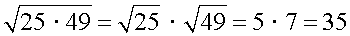 √(25 · 49) = √25 · √49 = 5 · 7 = 35